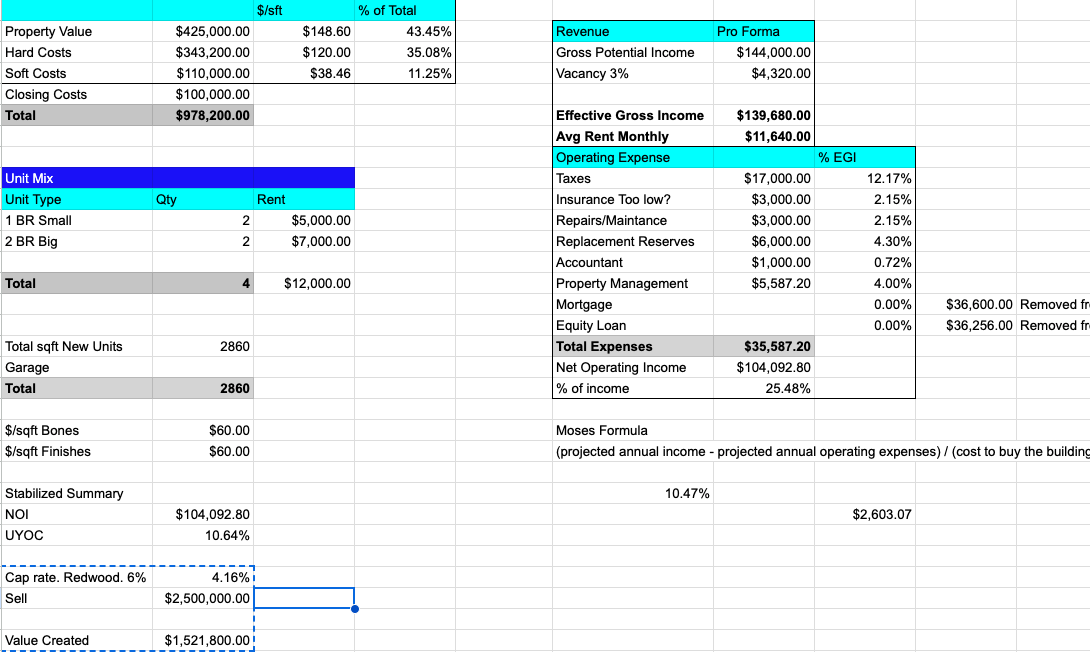 $/sft % of Total
Property Value $425,000.00 $148.60 43.45%
Hard Costs $343,200.00 $120.00 35.08%
Soft Costs $110,000.00 $38.46 11.25%
Closing Costs $100,000.00
Total $978,200.00
Unit Mix
Unit Type Qty Rent
1 BR Small 2 $5,000.00
2 BR Big 2 $7,000.00
Total 4 $12,000.00
Total sqft New Units 2860
Garage
Total 2860
$/sqft Bones $60.00
$/sqft Finishes $60.00
Stabilized Summary
NOI $104,092.80
UYOC 10.64%
Cap rate. Redwood. 6% 4.16%
Sell $2,500,000.00
Value Created $1,521,800.00
Revenue Pro Forma
Gross Potential Income $144,000.00
Vacancy 3% $4,320.00
Effective Gross Income $139,680.00
Avg Rent Monthly $11,640.00
Operating Expense % EGI
Taxes $17,000.00 12.17%
Insurance Too low? $3,000.00 2.15%
Repairs/Maintance $3,000.00 2.15%
Replacement Reserves $6,000.00 4.30%
Accountant $1,000.00 0.72%
Property Management $5,587.20 4.00%
Mortgage 0.00% $36,600.00 Removed fr
Equity Loan 0.00% $36,256.00 Removed fr
Total Expenses $35,587.20
Net Operating Income $104,092.80
% of income 25.48%
Moses Formula
(projected annual income - projected annual operating expenses) / (cost to buy the building
10.47%
$2,603.07